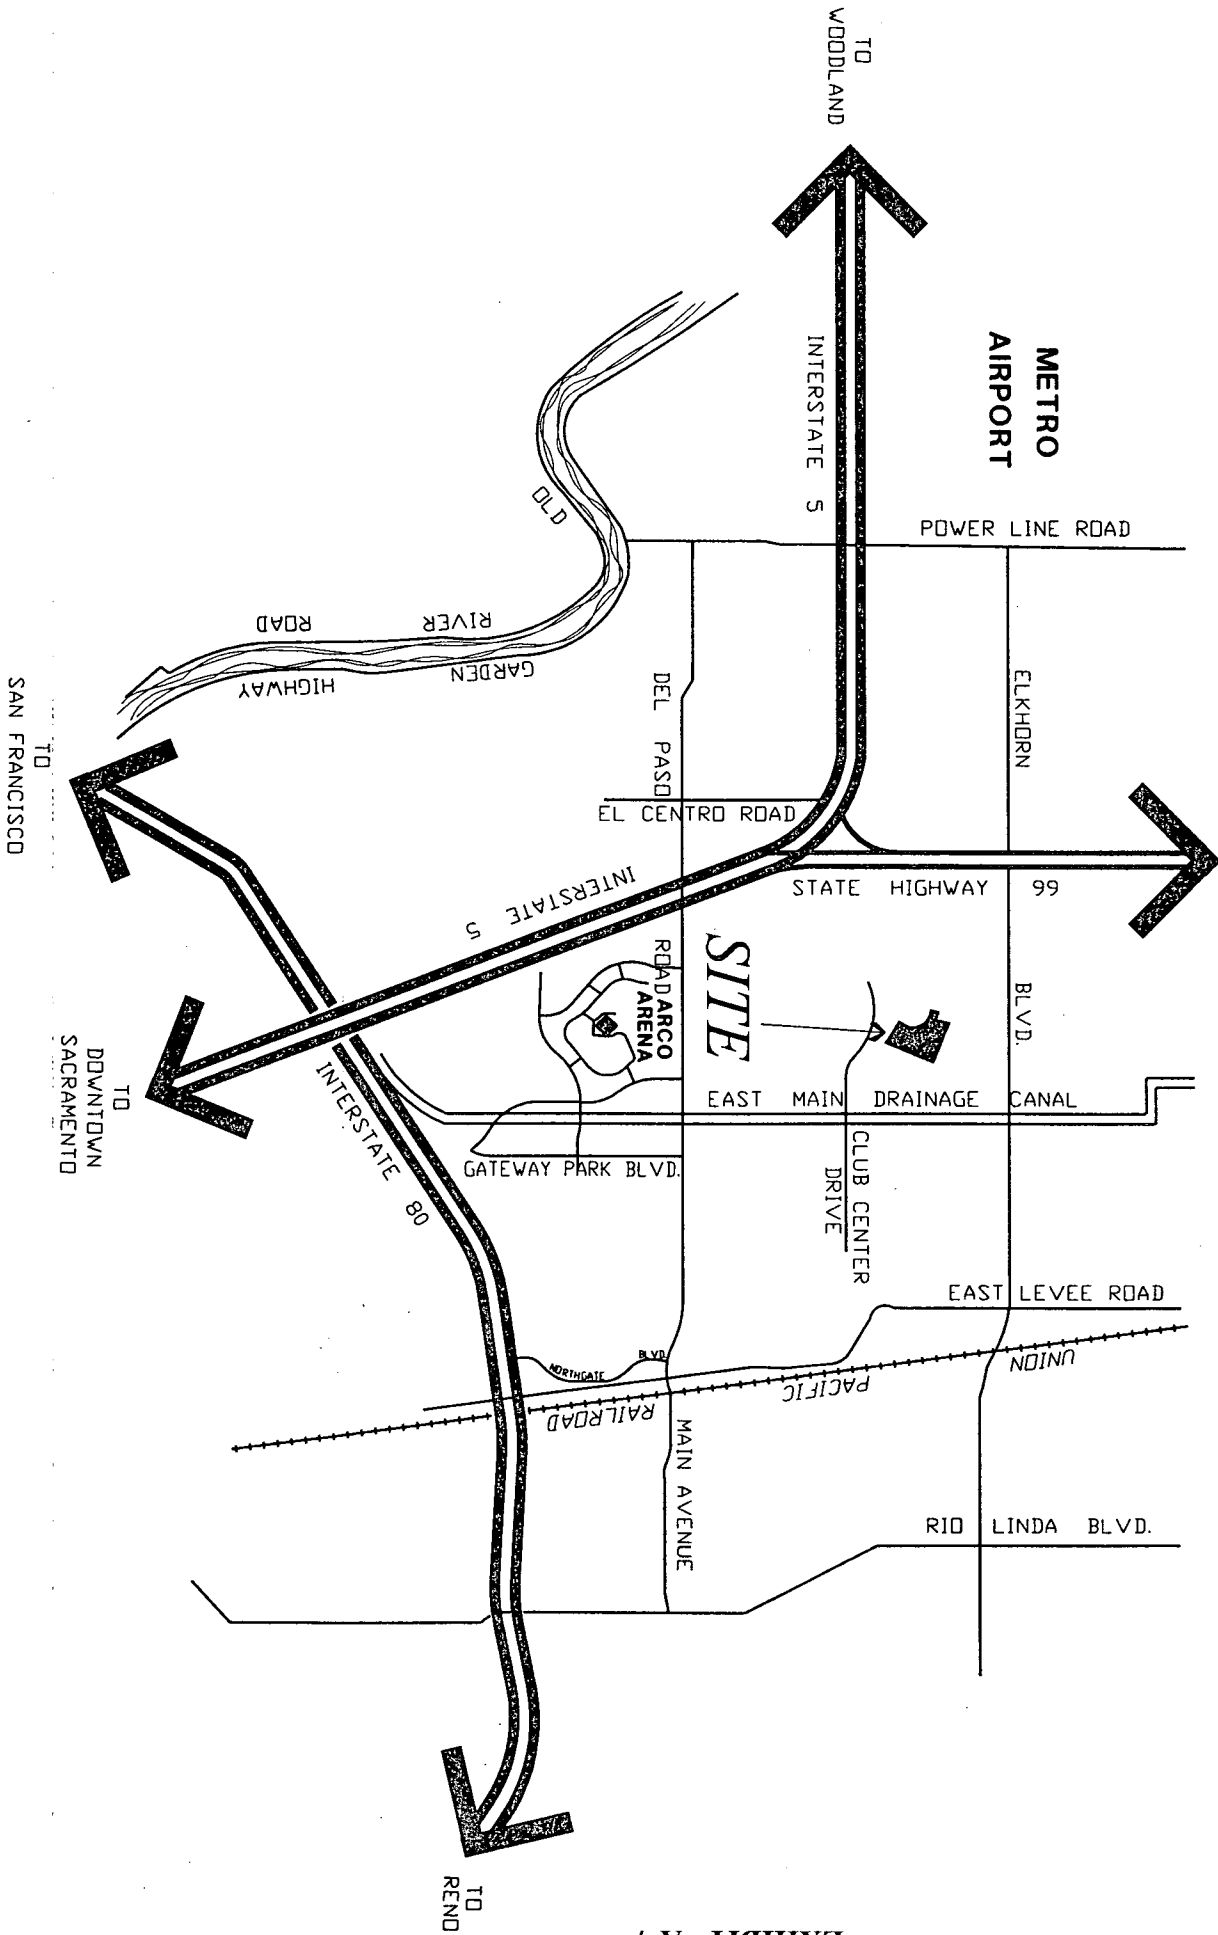 TO
WOODLAND
METRO
AIRPORT
INTERSTATE 5
POWER LINE ROAD
OLD
RIVER
ROAD
GARDEN
HIGHWAY
DEL PASO
ROAD
ELKHORN
BLVD.
EL CENTRO ROAD
STATE HIGHWAY 99
INTERSTATE 5
SITE
ARCO
ARENA
TO
SAN FRANCISCO
TO
DOWNTOWN
SACRAMENTO
INTERSTATE 80
EAST MAIN DRAINAGE CANAL
GATEWAY PARK BLVD.
CLUB CENTER
DRIVE
EAST LEVEE ROAD
NORTHGATE
BLVD.
UNION
PACIFIC
RAILROAD
MAIN AVENUE
RIO LINDA BLVD.
TO
RENO